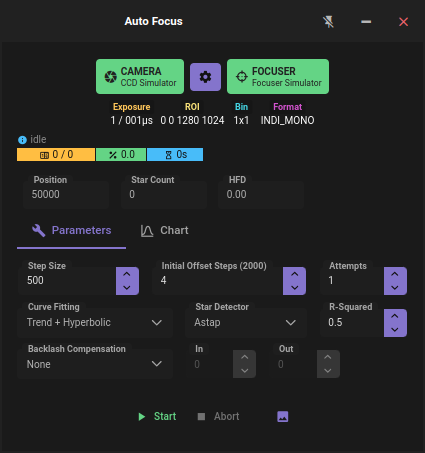 Auto Focus
CAMERA
CCD Simulator
FOCUSER
Focuser Simulator
Exposure ROI Bin Format
1 / 001µs 0 0 1280 1024 1x1 INDI_MONO
idle
0 / 0 0.0 0s
Position Star Count HFD
50000 0 0.00
Parameters Chart
Step Size Initial Offset Steps (2000) Attempts
500 4 1
Curve Fitting Star Detector R-Squared
Trend + Hyperbolic Astap 0.5
Backlash Compensation In Out
None 0 0
Start Abort